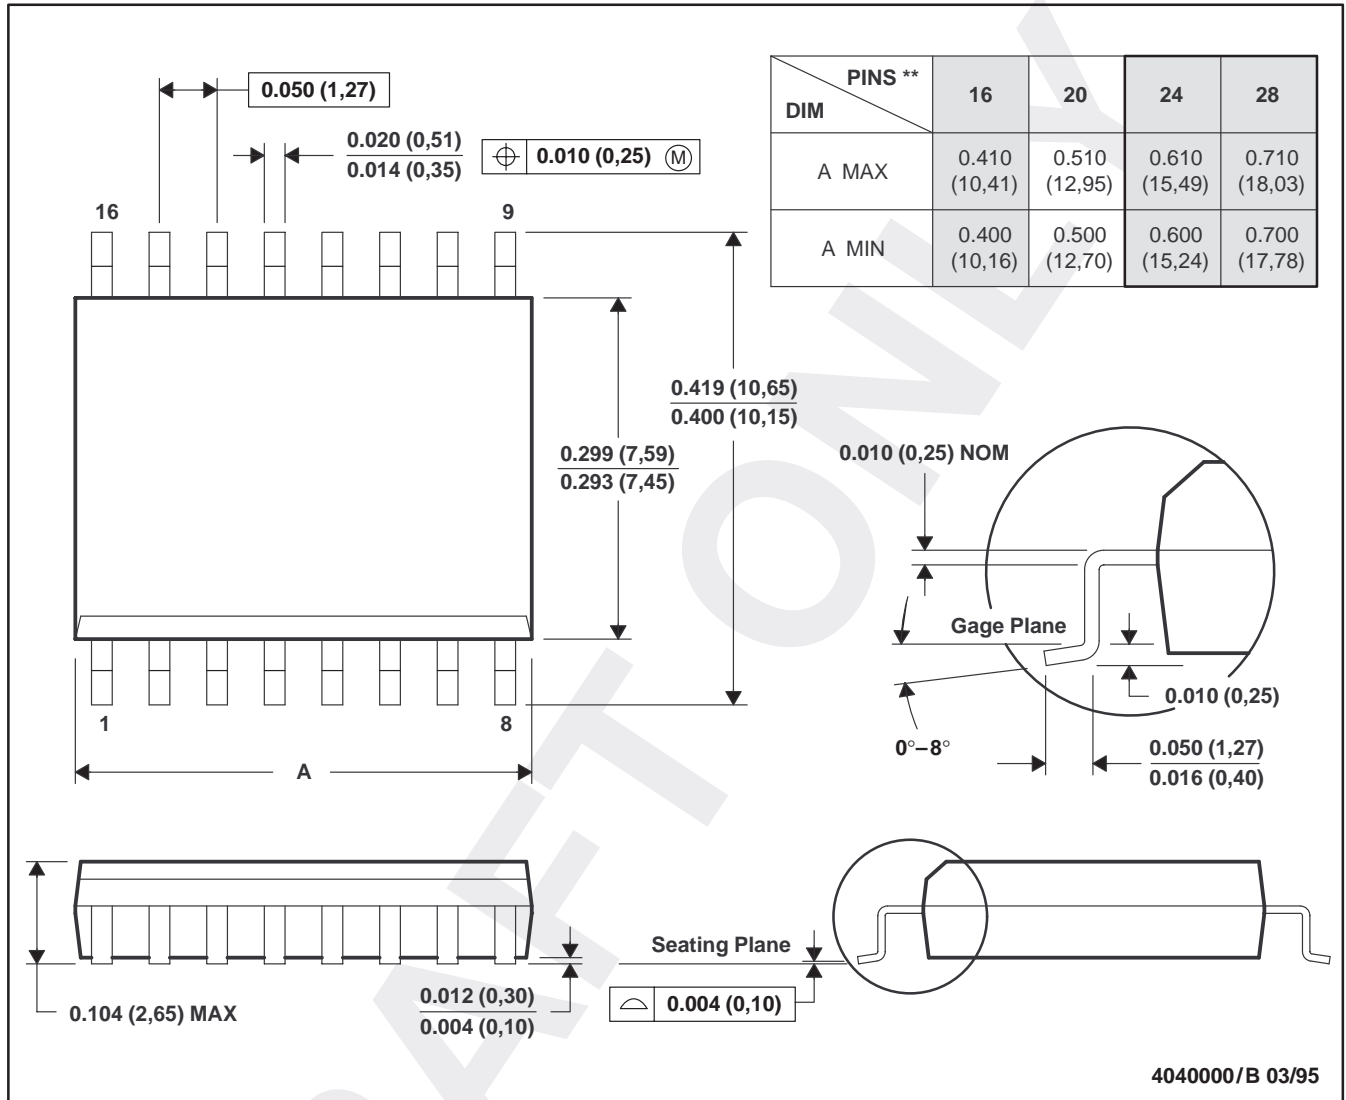 0.050 (1,27)
0.020 (0,51)
0.014 (0,35)
0.010 (0,25) Ⓜ
PINS **
DIM
16 20 24 28
A MAX
0.410 0.510 0.610 0.710
(10,41) (12,95) (15,49) (18,03)
A MIN
0.400 0.500 0.600 0.700
(10,16) (12,70) (15,24) (17,78)
16 9
0.419 (10,65)
0.400 (10,15)
0.299 (7,59)
0.293 (7,45)
0.010 (0,25) NOM
Gage Plane
0.010 (0,25)
0°–8°
0.050 (1,27)
0.016 (0,40)
1 8
A
Seating Plane
0.104 (2,65) MAX
0.012 (0,30)
0.004 (0,10)
0.004 (0,10)
4040000/B 03/95
RAFT ONLY